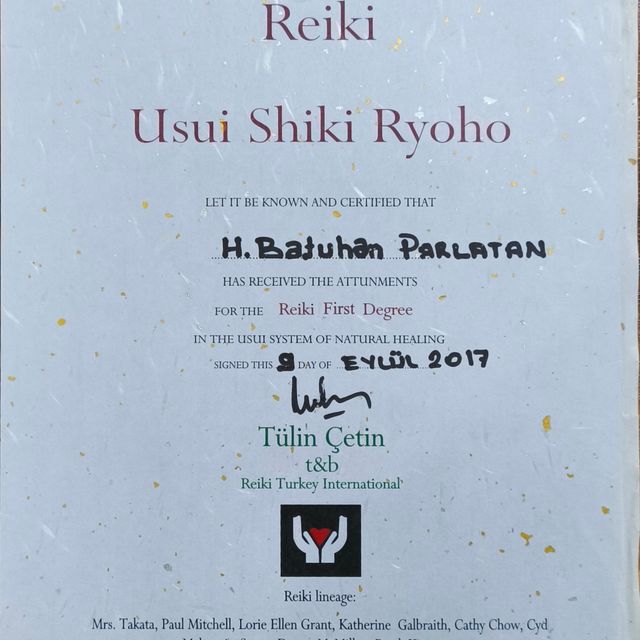 Reiki
Usui Shiki Ryoho
LET IT BE KNOWN AND CERTIFIED THAT
H. Batuhan PARLATAN
HAS RECEIVED THE ATTUNMENTS
FOR THE Reiki First Degree
IN THE USUI SYSTEM OF NATURAL HEALING
SIGNED THIS 9 DAY OF EYLÜL 2017
Tülin Çetin
t&b
Reiki Turkey International
Reiki lineage:
Mrs. Takata, Paul Mitchell, Lorie Ellen Grant, Katherine Galbraith, Cathy Chow, Cyd